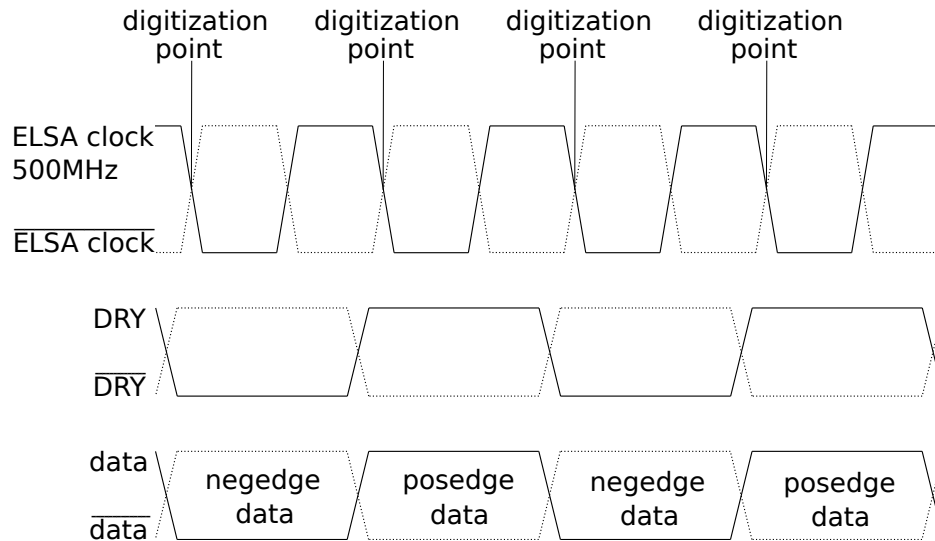 digitization digitization digitization digitization
point point point point
ELSA clock
500MHz
ELSA clock
DRY
DRY
data
negedge posedge negedge posedge
data data data data
data